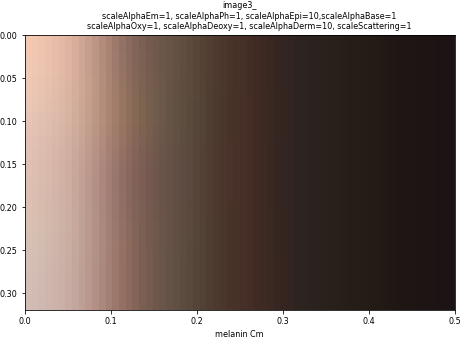 image3_
scaleAlphaEm=1, scaleAlphaPh=1, scaleAlphaEpi=10,scaleAlphaBase=1
scaleAlphaOxy=1, scaleAlphaDeoxy=1, scaleAlphaDerm=10, scaleScattering=1
0.00
0.05
0.10
0.15
0.20
0.25
0.30
0.0 0.1 0.2 0.3 0.4 0.5
melanin Cm